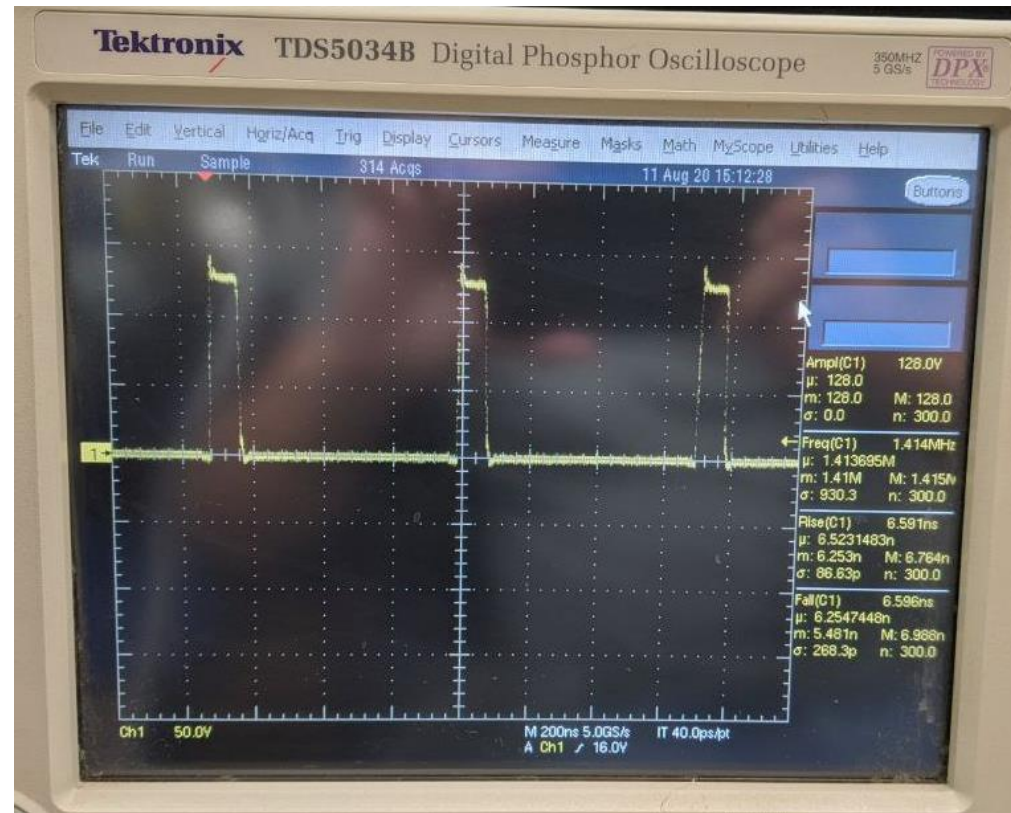 Tektronix TDS5034B Digital Phosphor Oscilloscope 350MHZ
5 GS/s
POWERED BY
DPX
TECHNOLOGY
File Edit Vertical Horiz/Acq Trig Display Cursors Measure Masks Math MyScope Utilities Help
Tek Run Sample 314 Acqs 11 Aug 20 15:12:28
Buttons
1
Ampl(C1) 128.0V
µ: 128.0
m: 128.0 M: 128.0
σ: 0.0 n: 300.0
Freq(C1) 1.414MHz
µ: 1.413695M
m: 1.41M M: 1.415M
σ: 930.3 n: 300.0
Rise(C1) 6.591ns
µ: 6.5231483n
m: 6.253n M: 6.764n
σ: 86.63p n: 300.0
Fall(C1) 6.596ns
µ: 6.2547448n
m: 5.481n M: 6.986n
σ: 268.3p n: 300.0
Ch1 50.0V M 200ns 5.0GS/s IT 40.0ps/pt
A Ch1 ∕ 16.0V